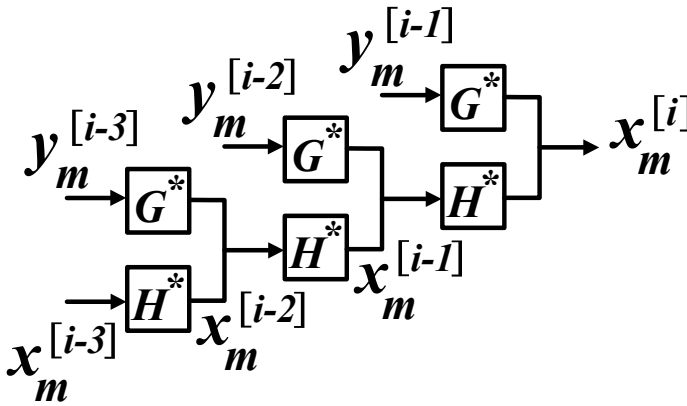 y_m^[i-1]
G*
x_m^[i]
y_m^[i-2]
G*
H*
y_m^[i-3]
G*
H*
x_m^[i-1]
H*
x_m^[i-2]
x_m^[i-3]